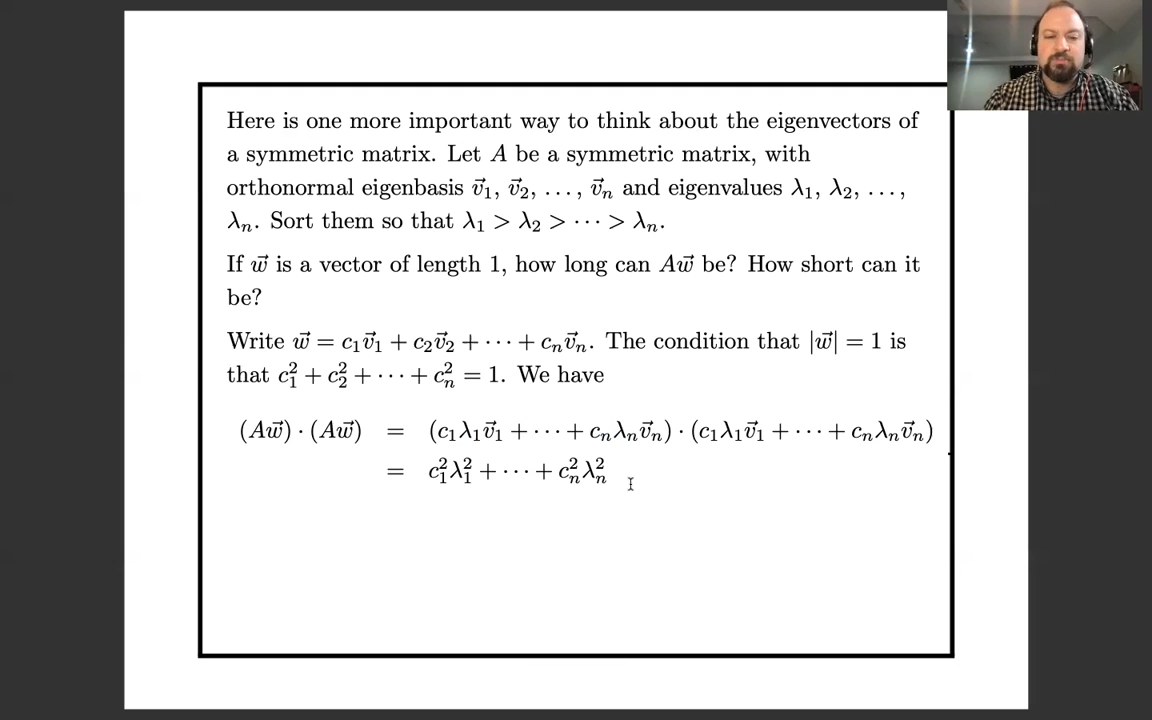 Here is one more important way to think about the eigenvectors of
a symmetric matrix. Let A be a symmetric matrix, with
orthonormal eigenbasis v⃗₁, v⃗₂, ..., v⃗ₙ and eigenvalues λ₁, λ₂, ...,
λₙ. Sort them so that λ₁ > λ₂ > ··· > λₙ.
If w⃗ is a vector of length 1, how long can Aw⃗ be? How short can it
be?
Write w⃗ = c₁v⃗₁ + c₂v⃗₂ + ··· + cₙv⃗ₙ. The condition that |w⃗| = 1 is
that c₁² + c₂² + ··· + cₙ² = 1. We have
(Aw⃗) · (Aw⃗) = (c₁λ₁v⃗₁ + ··· + cₙλₙv⃗ₙ) · (c₁λ₁v⃗₁ + ··· + cₙλₙv⃗ₙ)
= c₁²λ₁² + ··· + cₙ²λₙ²